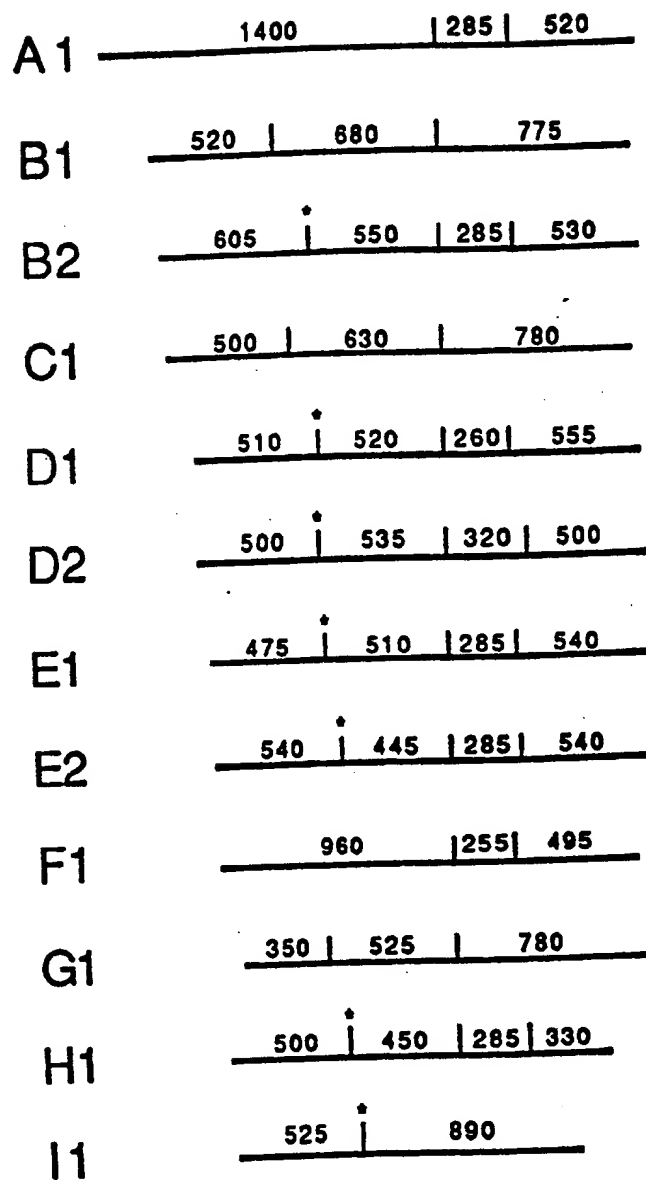 A1 1400 285 520
B1 520 680 775
*
B2 605 550 285 530
C1 500 630 780
*
D1 510 520 260 555
*
D2 500 535 320 500
*
E1 475 510 285 540
*
E2 540 445 285 540
F1 960 255 495
G1 350 525 780
*
H1 500 450 285 330
*
I1 525 890